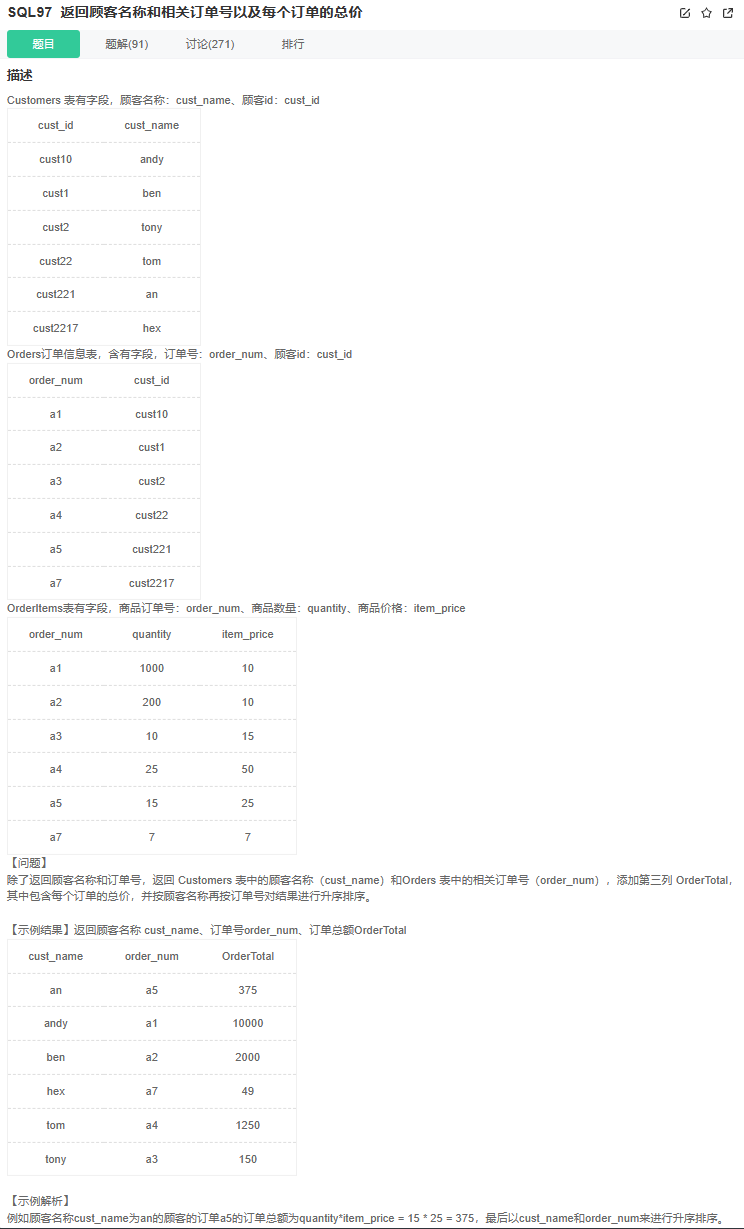 SQL97 返回顾客名称和相关订单号以及每个订单的总价
题目 题解(91) 讨论(271) 排行
描述
Customers 表有字段，顾客名称：cust_name、顾客id：cust_id
cust_id cust_name
cust10 andy
cust1 ben
cust2 tony
cust22 tom
cust221 an
cust2217 hex
Orders订单信息表，含有字段，订单号：order_num、顾客id：cust_id
order_num cust_id
a1 cust10
a2 cust1
a3 cust2
a4 cust22
a5 cust221
a7 cust2217
OrderItems表有字段，商品订单号：order_num、商品数量：quantity、商品价格：item_price
order_num quantity item_price
a1 1000 10
a2 200 10
a3 10 15
a4 25 50
a5 15 25
a7 7 7
【问题】
除了返回顾客名称和订单号，返回 Customers 表中的顾客名称（cust_name）和Orders 表中的相关订单号（order_num），添加第三列 OrderTotal，
其中包含每个订单的总价，并按顾客名称再按订单号对结果进行升序排序。
【示例结果】返回顾客名称 cust_name、订单号order_num、订单总额OrderTotal
cust_name order_num OrderTotal
an a5 375
andy a1 10000
ben a2 2000
hex a7 49
tom a4 1250
tony a3 150
【示例解析】
例如顾客名称cust_name为an的顾客的订单a5的订单总额为quantity*item_price = 15 * 25 = 375，最后以cust_name和order_num来进行升序排序。